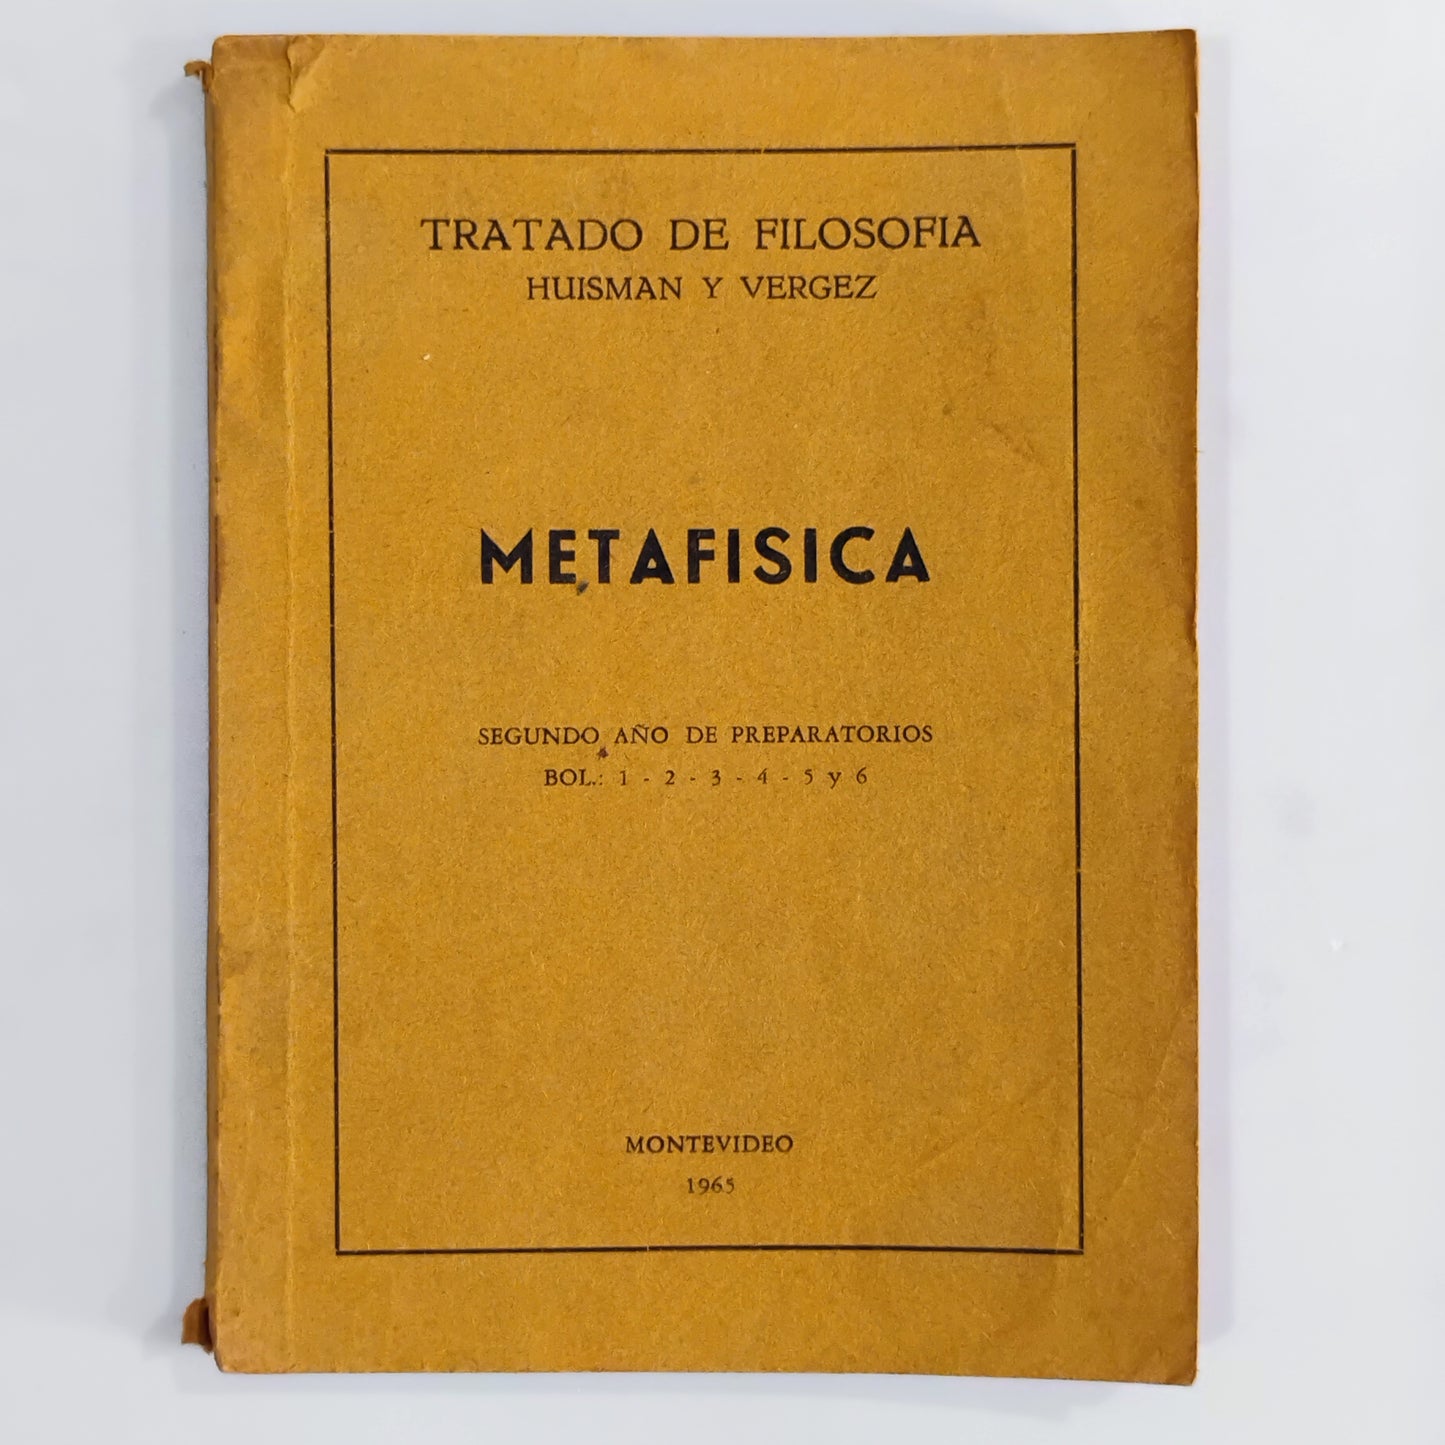 TRATADO DE FILOSOFIA
HUISMAN Y VERGEZ
METAFISICA
SEGUNDO AÑO DE PREPARATORIOS
BOL.: 1 - 2 - 3 - 4 - 5 y 6
MONTEVIDEO
1965